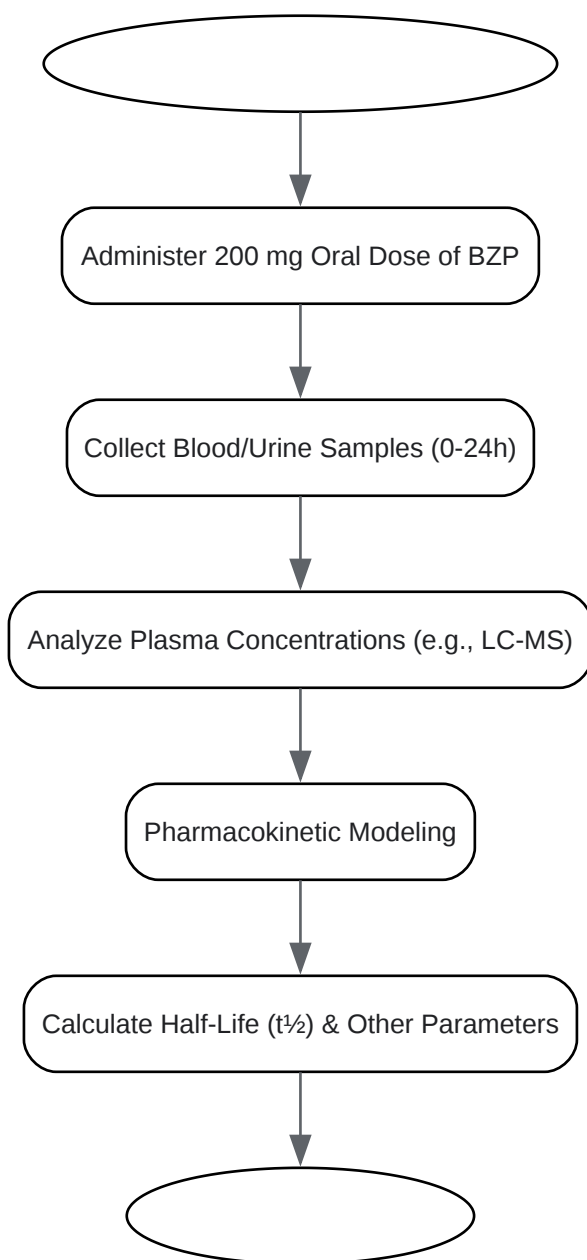 Administer 200 mg Oral Dose of BZP
Collect Blood/Urine Samples (0-24h)
Analyze Plasma Concentrations (e.g., LC-MS)
Pharmacokinetic Modeling
Calculate Half-Life (t½) & Other Parameters